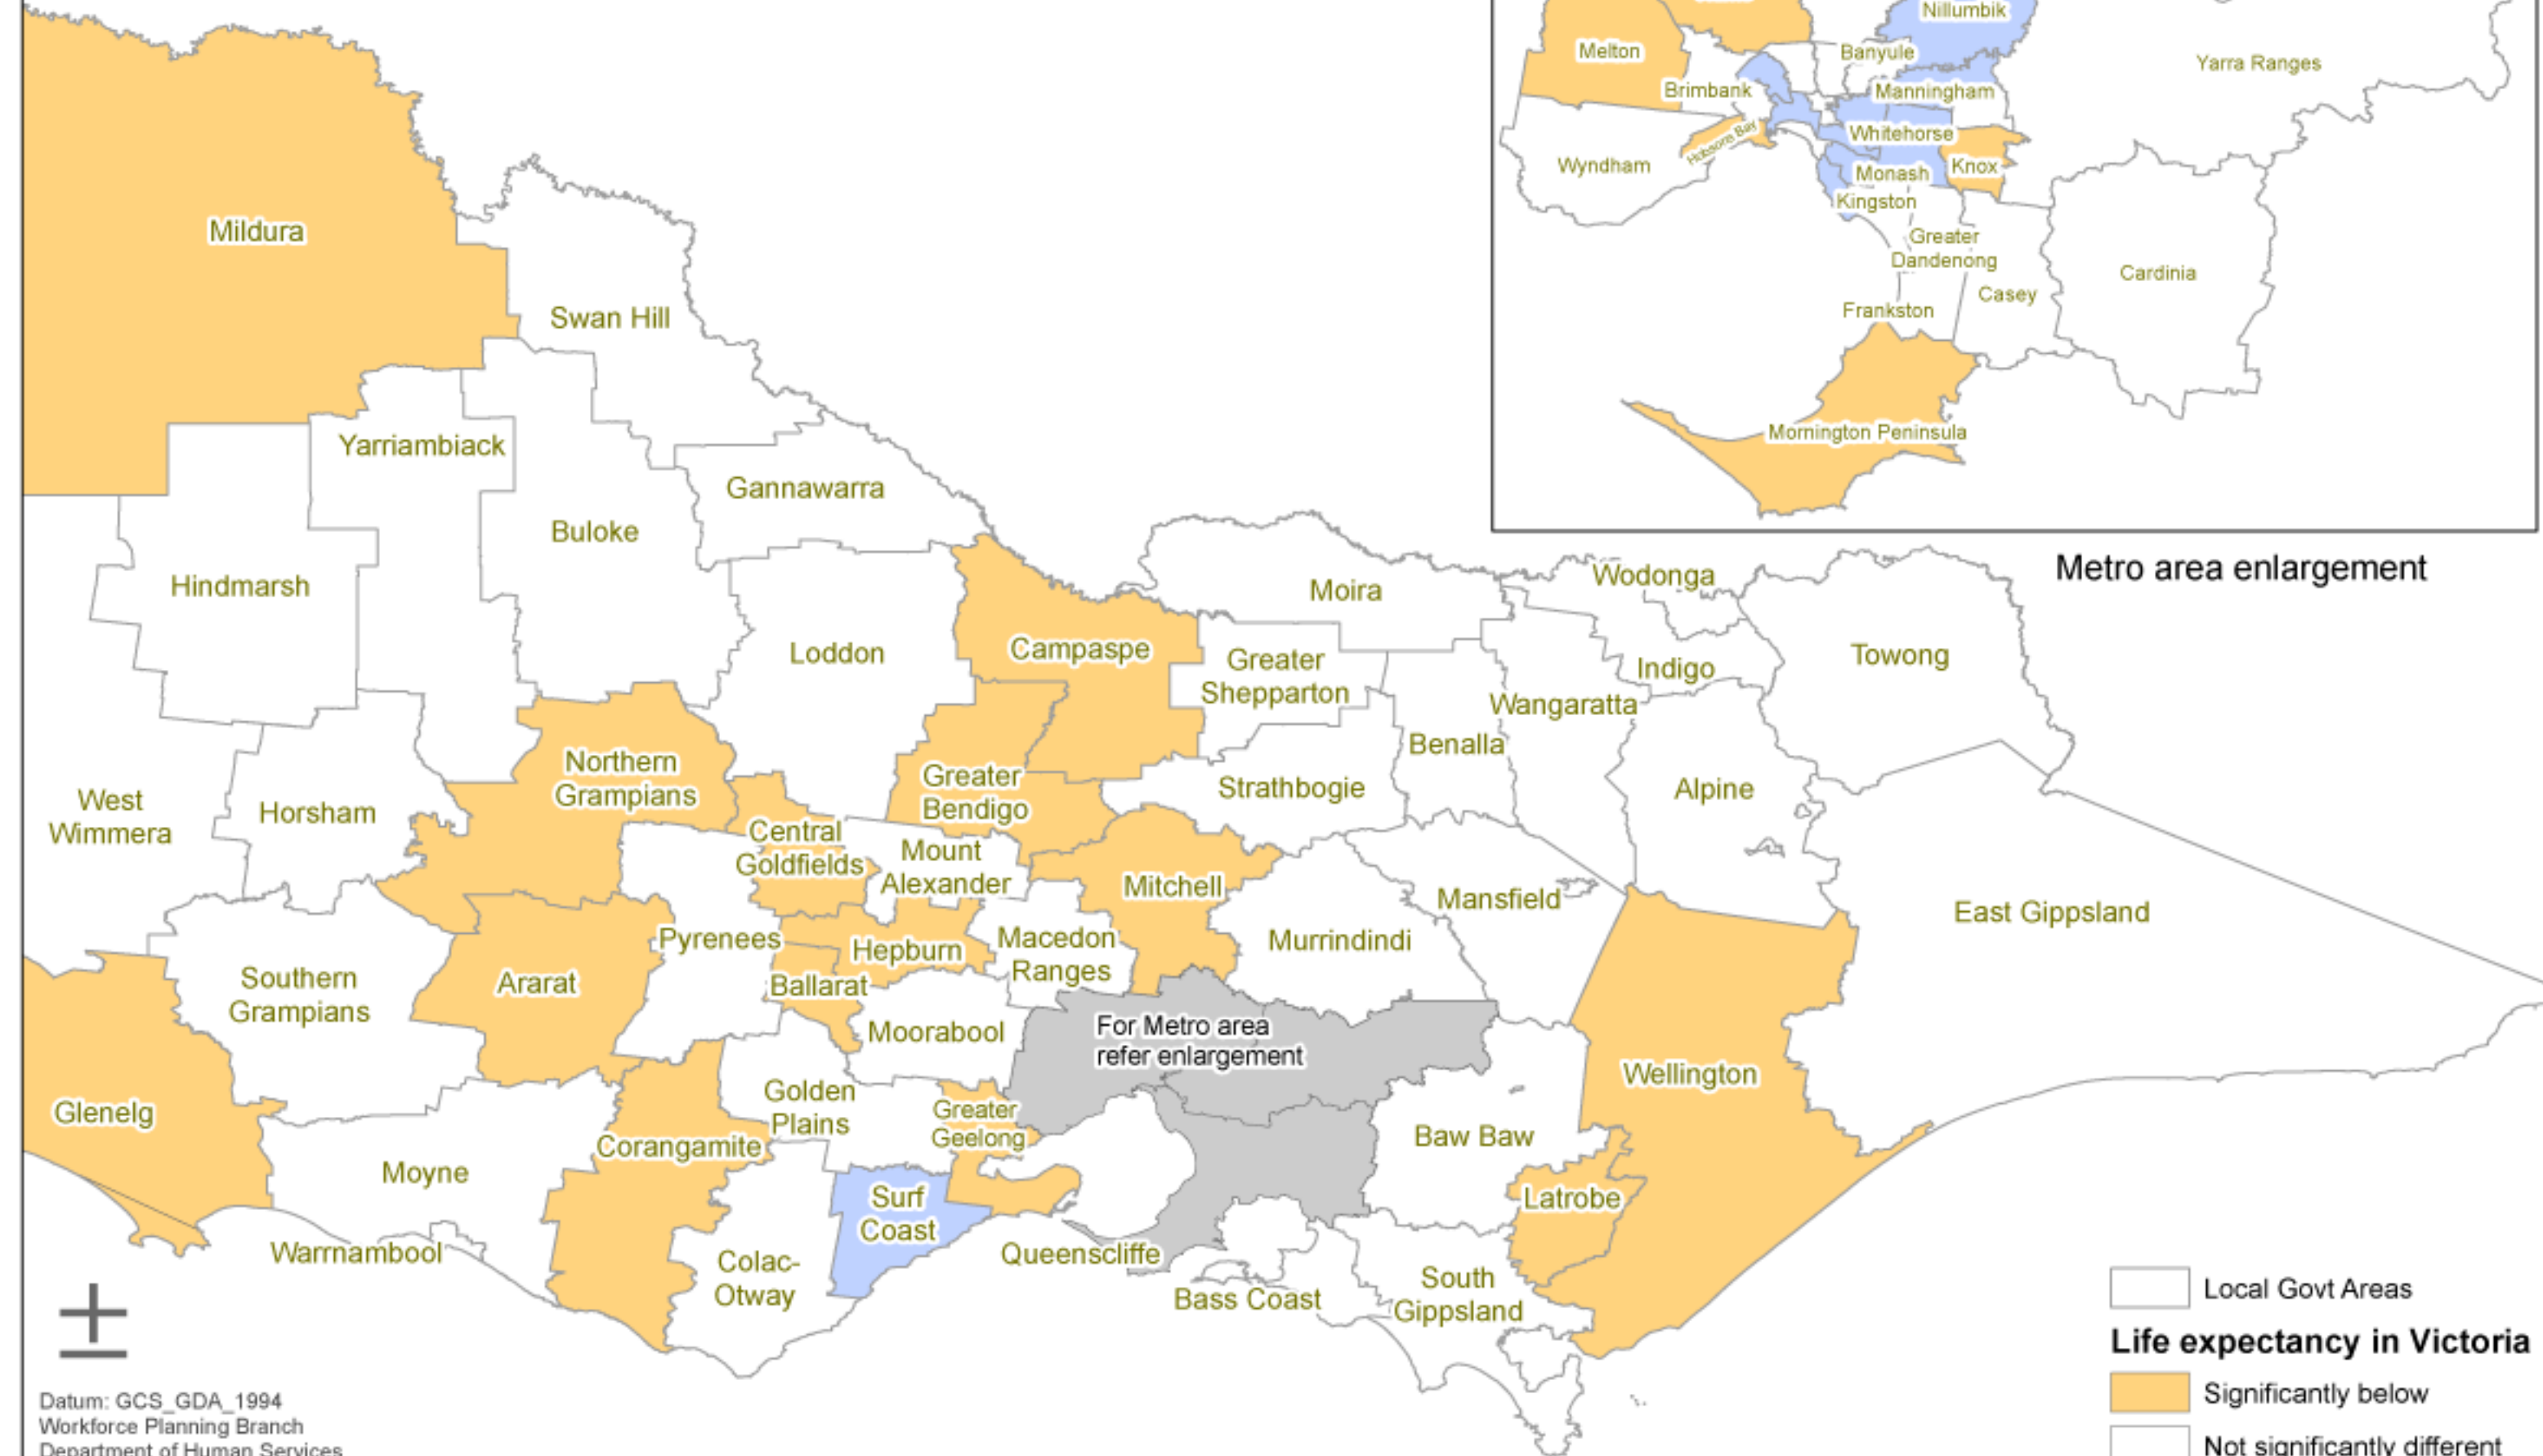 Nillumbik
Melton
Banyule
Yarra Ranges
Brimbank
Manningham
Hobsons Bay
Whitehorse
Wyndham
Knox
Monash
Kingston
Greater
Dandenong
Cardinia
Casey
Frankston
Mornington Peninsula
Metro area enlargement
Mildura
Swan Hill
Yarriambiack
Gannawarra
Buloke
Hindmarsh
Moira
Wodonga
Loddon
Campaspe
Greater
Shepparton
Indigo
Towong
Wangaratta
Benalla
Northern
Grampians
Greater
Bendigo
Strathbogie
Alpine
West
Wimmera
Horsham
Central
Goldfields
Mount
Alexander
Mitchell
Mansfield
East Gippsland
Pyrenees
Hepburn
Macedon
Ranges
Murrindindi
Southern
Grampians
Ararat
Ballarat
Moorabool
For Metro area
refer enlargement
Wellington
Glenelg
Golden
Plains
Greater
Geelong
Corangamite
Baw Baw
Moyne
Surf
Coast
Latrobe
Warrnambool
Queenscliffe
Colac-
Otway
Bass Coast
South
Gippsland
Local Govt Areas
Life expectancy in Victoria
Significantly below
Not significantly different
Datum: GCS_GDA_1994
Workforce Planning Branch
Department of Human Services